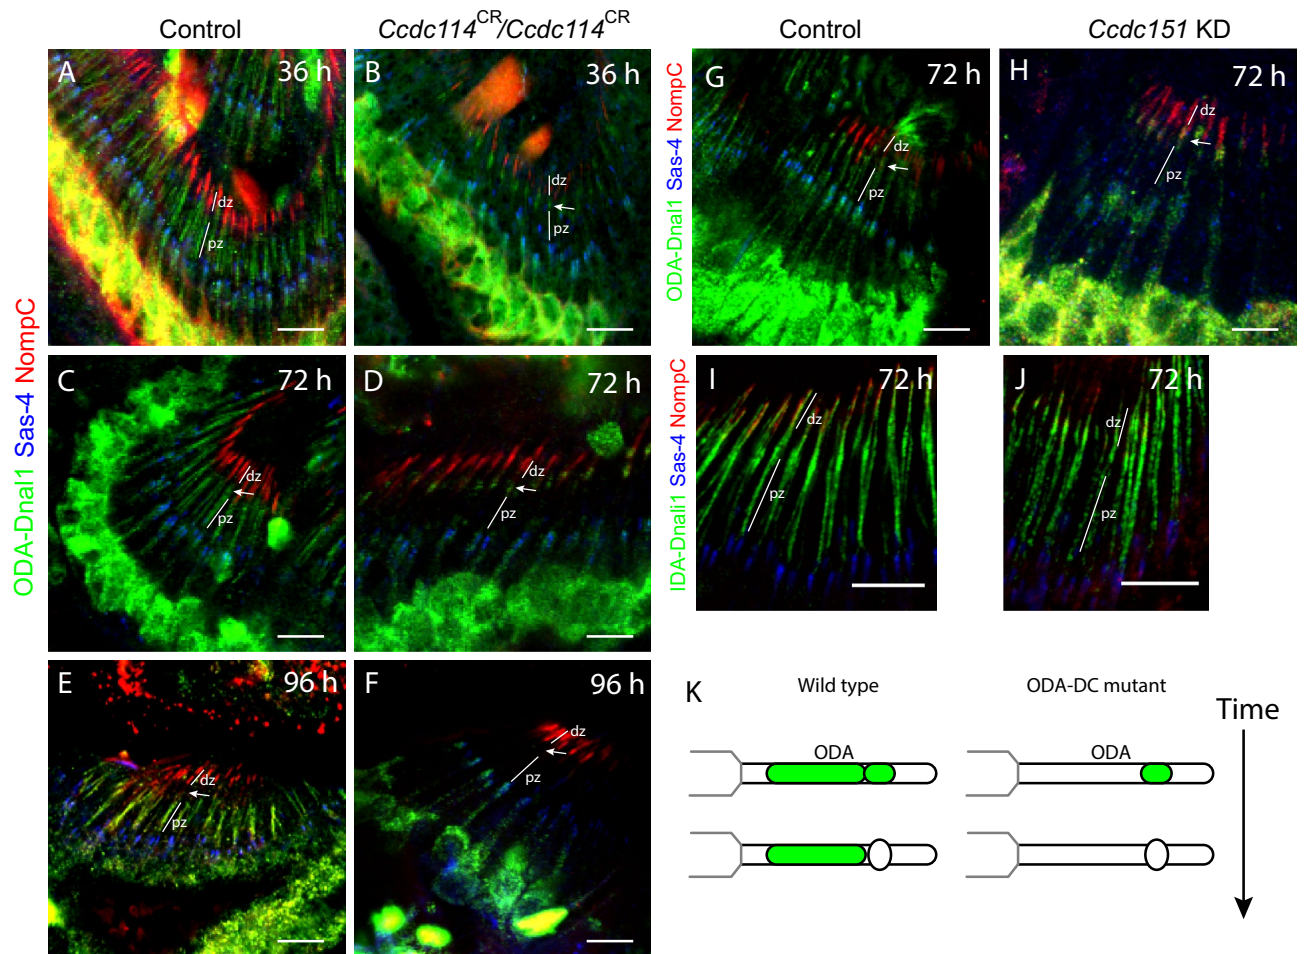 Control
Ccdc114CR/Ccdc114CR
Control
Ccdc151 KD
ODA-Dnal1 Sas-4 NompC
A
36 h
dz
pz
B
36 h
dz
pz
C
72 h
dz
pz
D
72 h
dz
pz
E
96 h
dz
pz
F
96 h
dz
pz
ODA-Dnal1 Sas-4 NompC
G
72 h
dz
pz
H
72 h
dz
pz
IDA-Dnali1 Sas-4 NompC
I
72 h
dz
pz
J
72 h
dz
pz
K
Wild type
ODA-DC mutant
Time
ODA
ODA